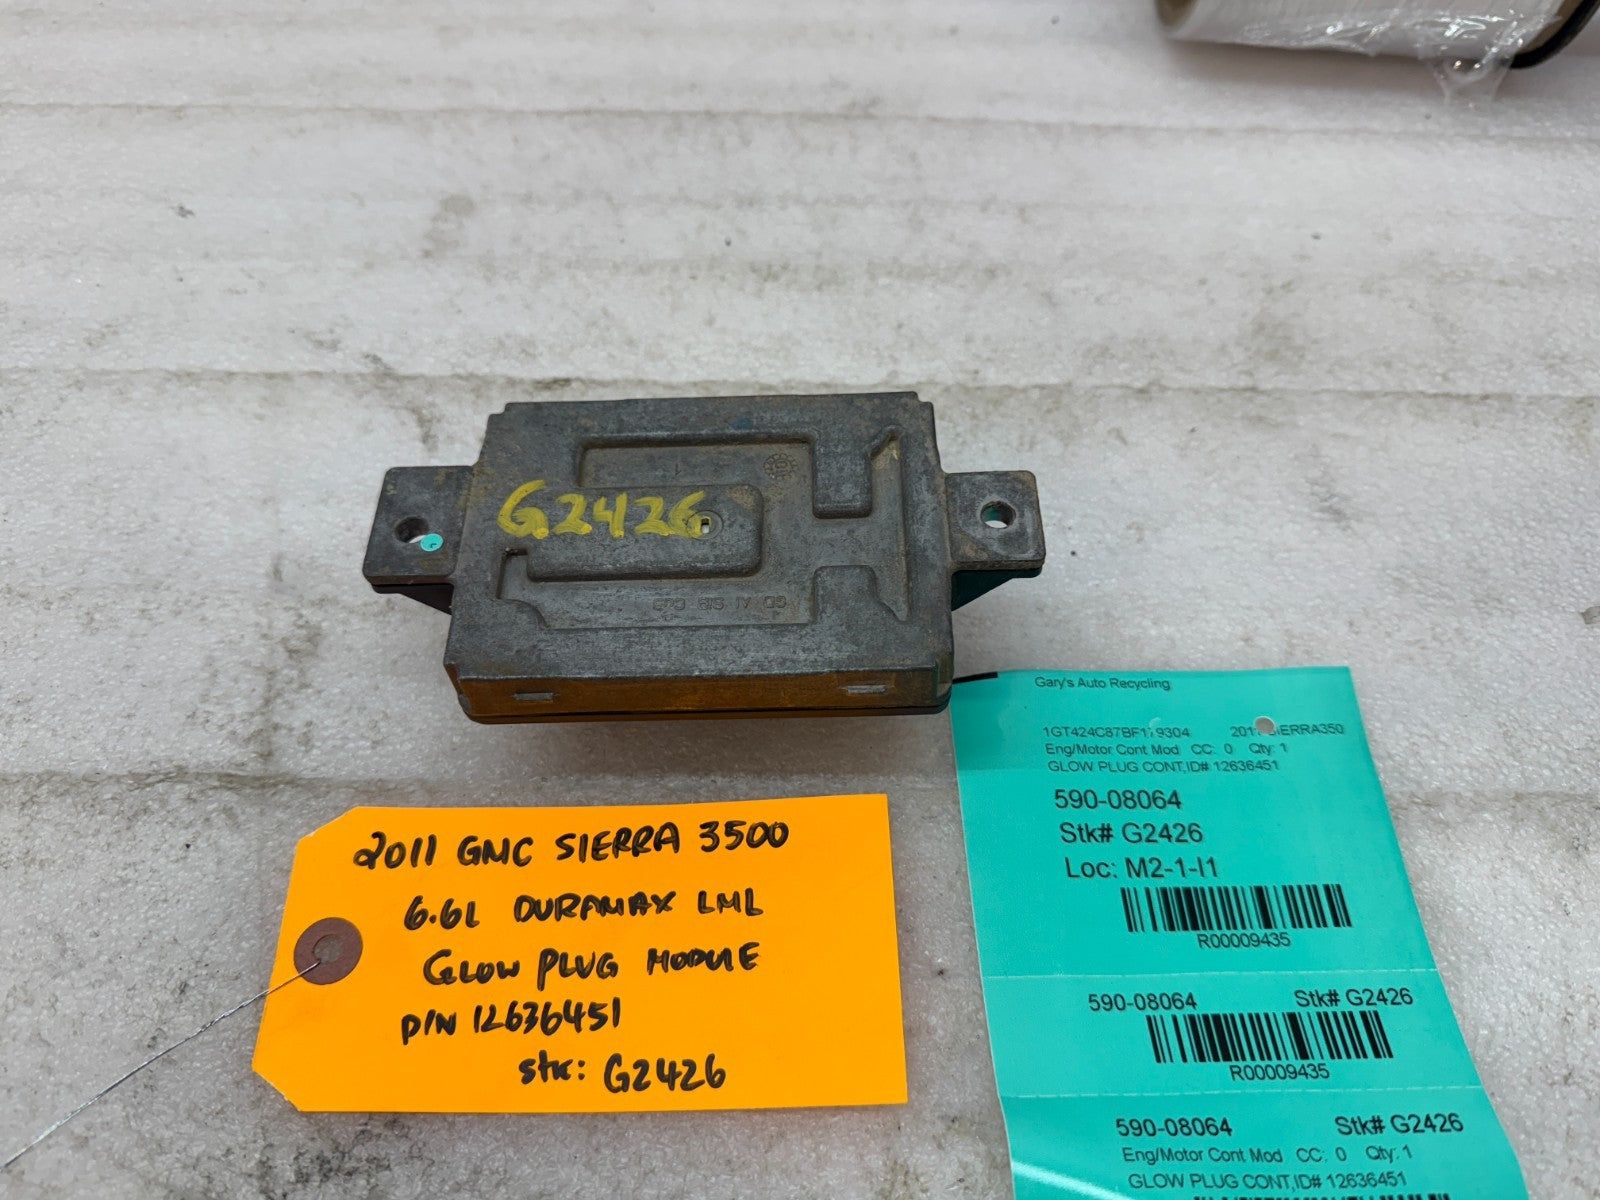 G2426
1
2011 GMC SIERRA 3500
6.6L DURAMAX LML
GLOW PLUG MODULE
P/N 12636451
stk: G2426
Gary's Auto Recycling
Eng/Motor Cont Mod CC: 0 Qty: 1
GLOW PLUG CONT,ID# 12636451
590-08064
Stk# G2426
Loc: M2-1-I1
R00009435
590-08064 Stk# G2426
R00009435
590-08064 Stk# G2426
Eng/Motor Cont Mod CC: 0 Qty: 1
GLOW PLUG CONT,ID# 12636451